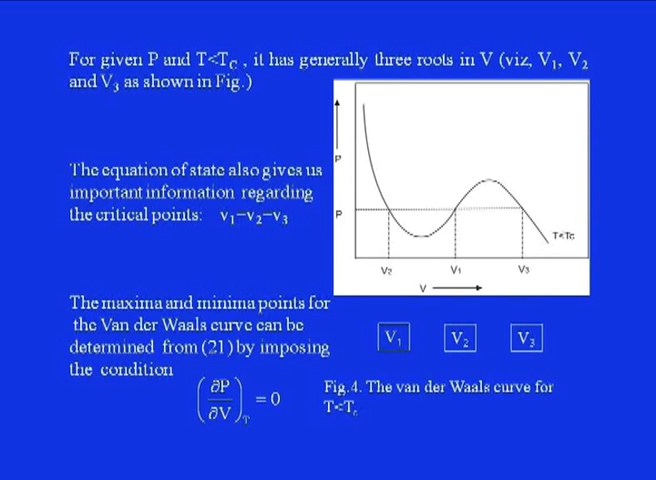 For given P and T<T_C , it has generally three roots in V (viz, V_1, V_2
and V_3 as shown in Fig.)
P
P
T<Tc
V2
V1
V3
V
The equation of state also gives us
important information regarding
the critical points: v_1=v_2=v_3
The maxima and minima points for
the Van der Waals curve can be
determined from (21) by imposing
the condition
(∂P/∂V)_T = 0
V_1 V_2 V_3
Fig.4. The van der Waals curve for
T<T_c